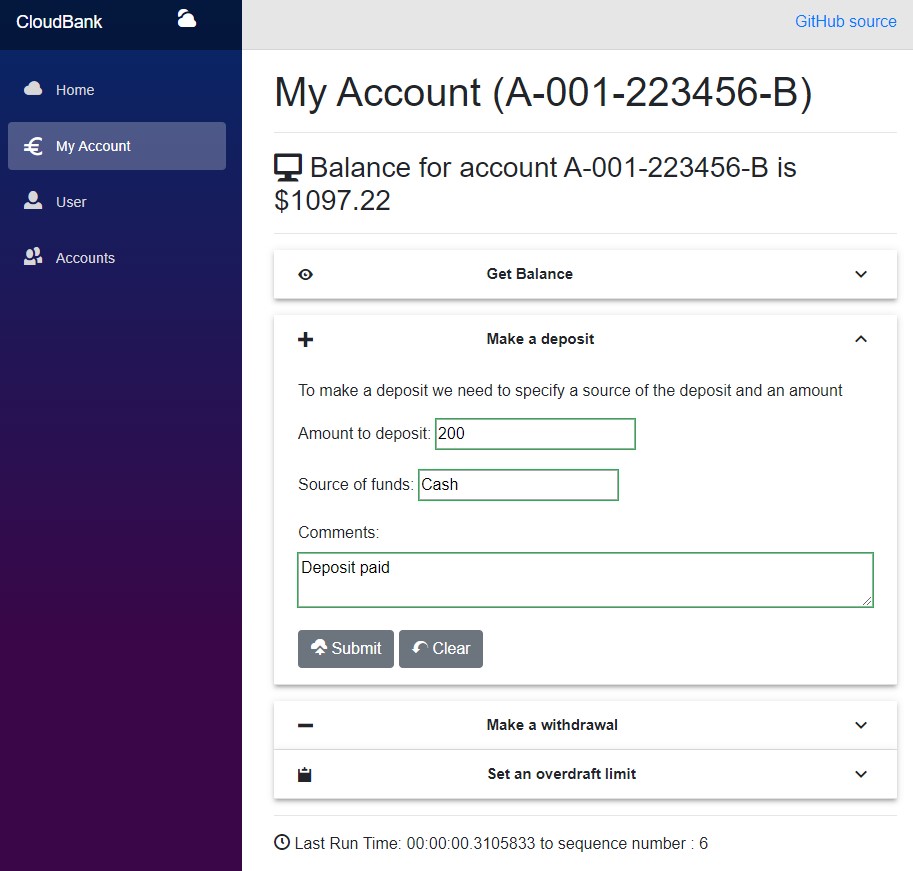 CloudBank
GitHub source
Home
My Account
User
Accounts
My Account (A-001-223456-B)
Balance for account A-001-223456-B is
$1097.22
Get Balance
Make a deposit
To make a deposit we need to specify a source of the deposit and an amount
Amount to deposit: 200
Source of funds: Cash
Comments:
Deposit paid
Submit Clear
Make a withdrawal
Set an overdraft limit
Last Run Time: 00:00:00.3105833 to sequence number : 6